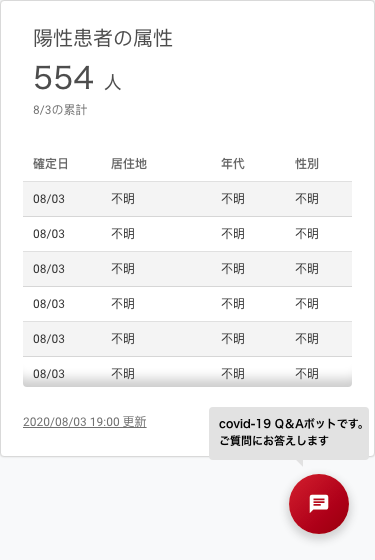 陽性患者の属性
554 人
8/3の累計
確定日 居住地 年代 性別
08/03 不明 不明 不明
08/03 不明 不明 不明
08/03 不明 不明 不明
08/03 不明 不明 不明
08/03 不明 不明 不明
08/03 不明 不明 不明
2020/08/03 19:00 更新
covid-19 Q&Aボットです。
ご質問にお答えします